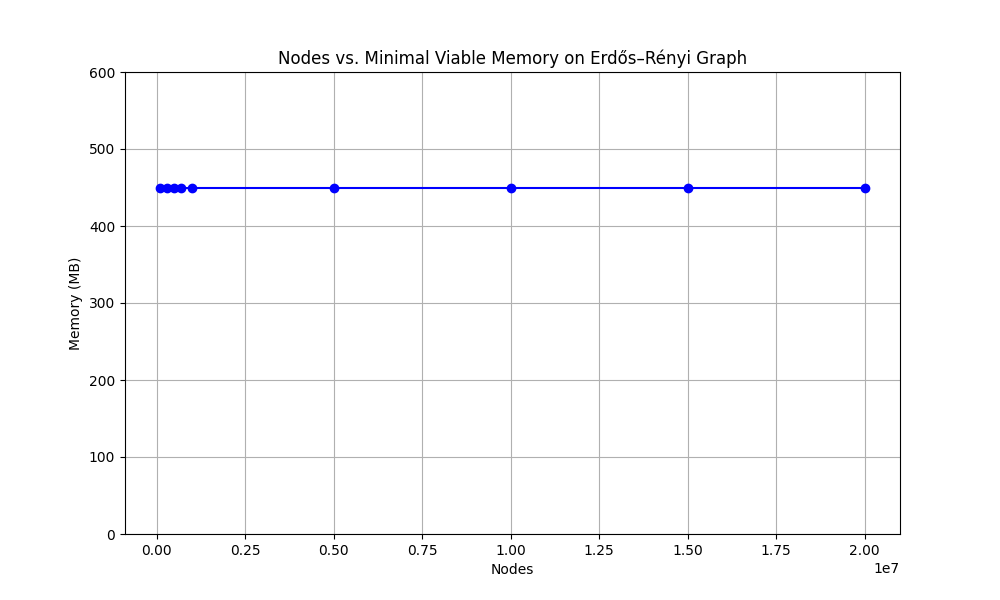 Nodes vs. Minimal Viable Memory on Erdős–Rényi Graph
600
500
400
300
200
100
0
Memory (MB)
0.00 0.25 0.50 0.75 1.00 1.25 1.50 1.75 2.00
1e7
Nodes